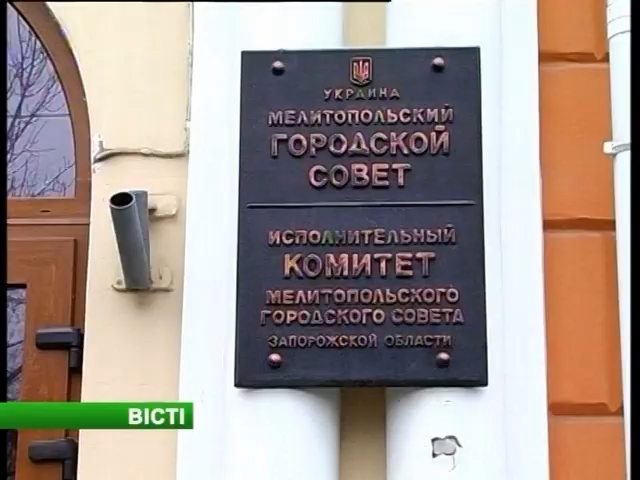 УКРАИНА
МЕЛИТОПОЛЬСКИЙ
ГОРОДСКОЙ
СОВЕТ
ИСПОЛНИТЕЛЬНЫЙ
КОМИТЕТ
МЕЛИТОПОЛЬСКОГО
ГОРОДСКОГО СОВЕТА
ЗАПОРОЖСКОЙ ОБЛАСТИ
ВІСТІ